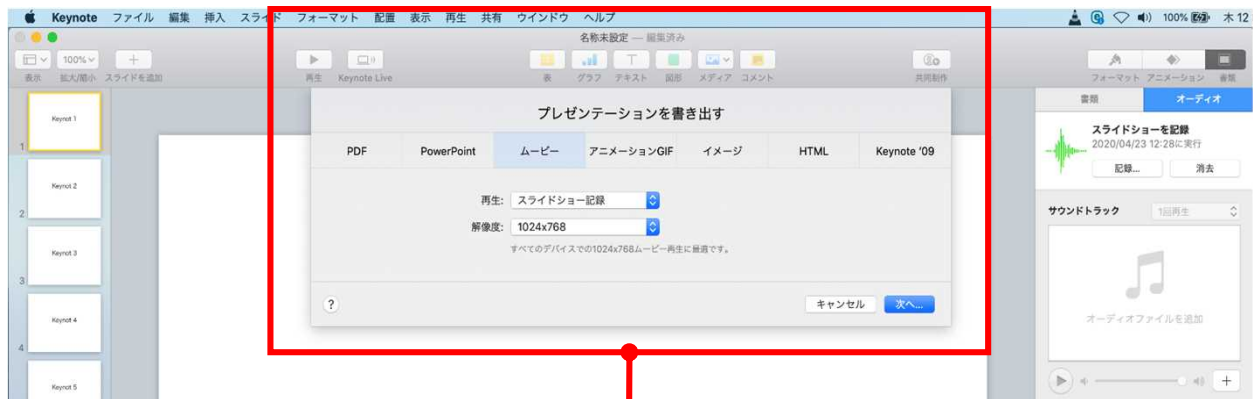 Keynote ファイル 編集 挿入 スライド フォーマット 配置 表示 再生 共有 ウインドウ ヘルプ 100% 木12
名称未設定 — 編集済み
100%
表示 拡大/縮小 スライドを追加 再生 Keynote Live 表 グラフ テキスト 図形 メディア コメント 共同制作 フォーマット アニメーション 書類
プレゼンテーションを書き出す
PDF PowerPoint ムービー アニメーションGIF イメージ HTML Keynote '09
再生: スライドショー記録
解像度: 1024x768
すべてのデバイスでの1024x768ムービー再生に最適です。
? キャンセル 次へ...
1 Keynot 1
2 Keynot 2
3 Keynot 3
4 Keynot 4
Keynot 5
書類 オーディオ
スライドショーを記録
2020/04/23 12:28に実行
記録... 消去
サウンドトラック 1回再生
オーディオファイルを追加